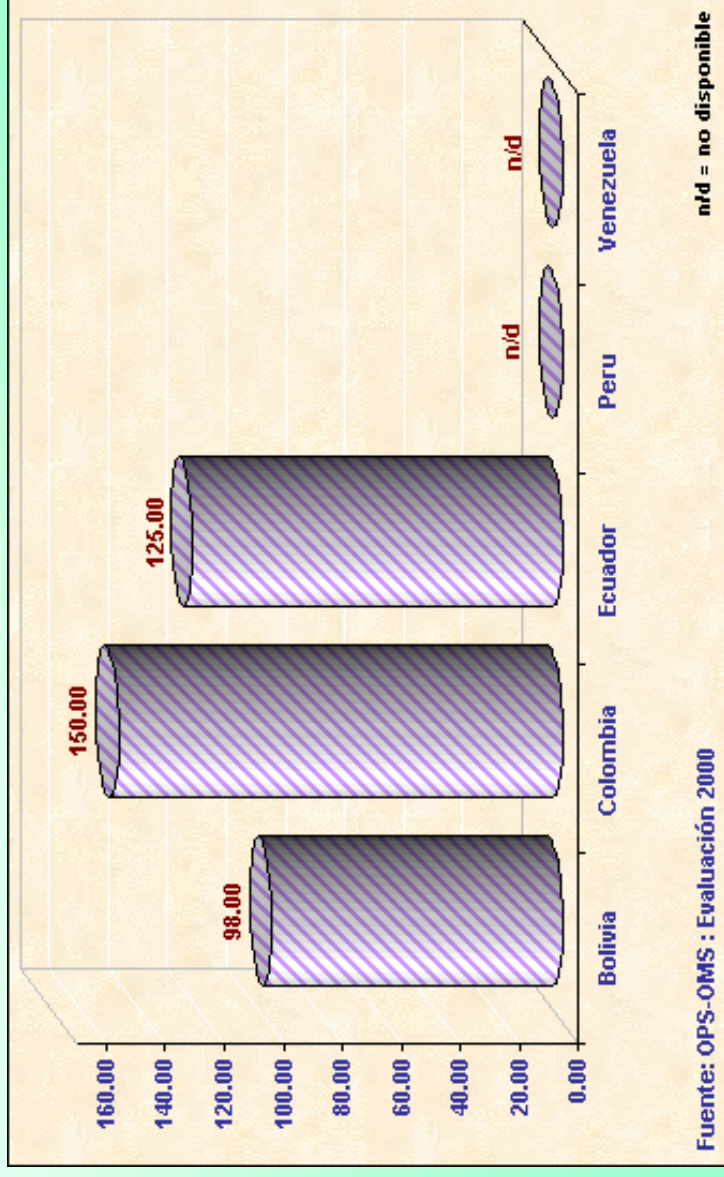 160.00
140.00
120.00
100.00
80.00
60.00
40.00
20.00
0.00
98.00
150.00
125.00
n/d
n/d
Bolivia
Colombia
Ecuador
Peru
Venezuela
Fuente: OPS-OMS : Evaluación 2000
n/d = no disponible